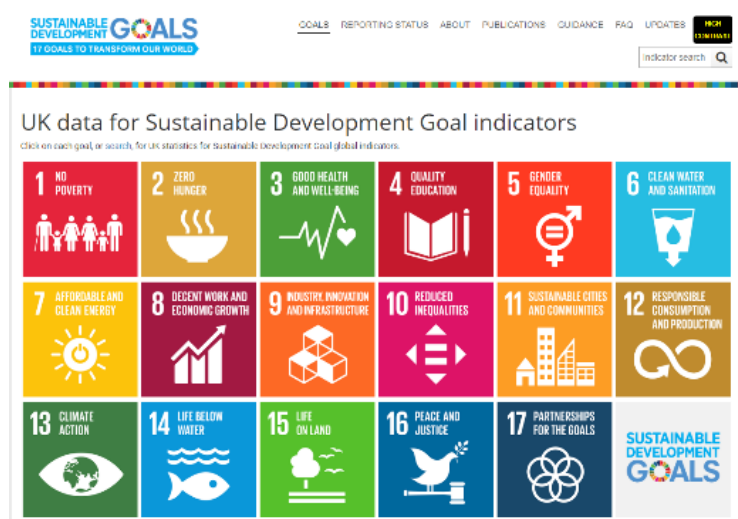 SUSTAINABLE
DEVELOPMENT GOALS
17 GOALS TO TRANSFORM OUR WORLD
GOALS REPORTING STATUS ABOUT PUBLICATIONS GUIDANCE FAQ UPDATES HIGH
CONTRAST
Indicator search
UK data for Sustainable Development Goal indicators
Click on each goal, or search, for UK statistics for Sustainable Development Goal global indicators.
1 NO
POVERTY
2 ZERO
HUNGER
3 GOOD HEALTH
AND WELL-BEING
4 QUALITY
EDUCATION
5 GENDER
EQUALITY
6 CLEAN WATER
AND SANITATION
7 AFFORDABLE AND
CLEAN ENERGY
8 DECENT WORK AND
ECONOMIC GROWTH
9 INDUSTRY, INNOVATION
AND INFRASTRUCTURE
10 REDUCED
INEQUALITIES
11 SUSTAINABLE CITIES
AND COMMUNITIES
12 RESPONSIBLE
CONSUMPTION
AND PRODUCTION
13 CLIMATE
ACTION
14 LIFE BELOW
WATER
15 LIFE
ON LAND
16 PEACE AND
JUSTICE
17 PARTNERSHIPS
FOR THE GOALS
SUSTAINABLE
DEVELOPMENT
GOALS